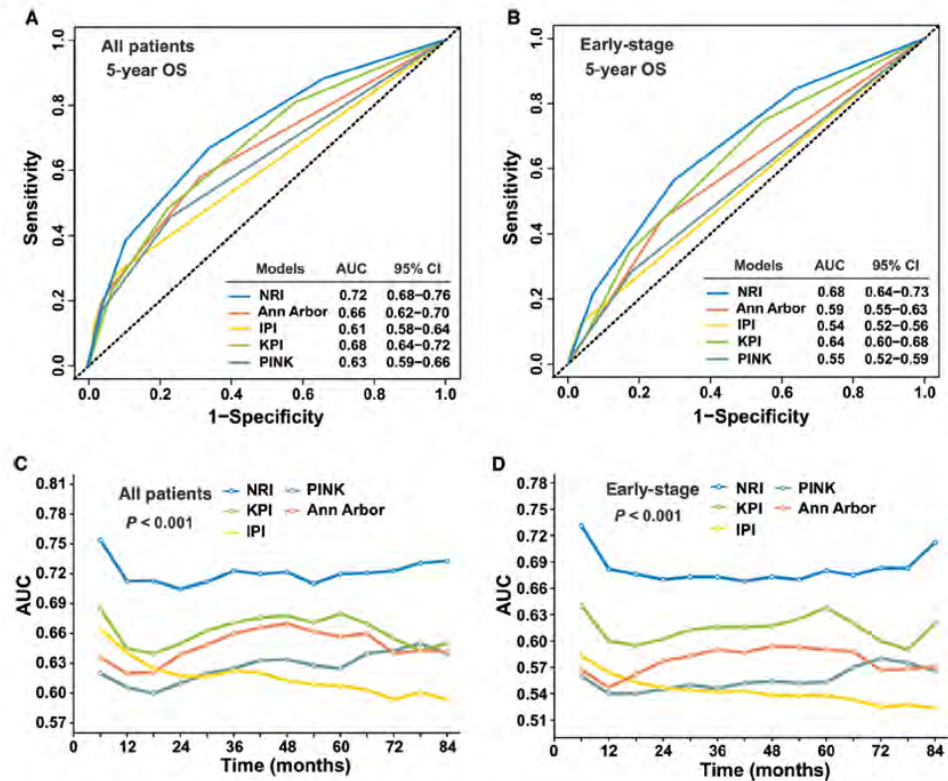 A
All patients
5-year OS
Sensitivity
1.0
0.8
0.6
0.4
0.2
0.0
Models AUC 95% CI
NRI 0.72 0.68–0.76
Ann Arbor 0.66 0.62–0.70
IPI 0.61 0.58–0.64
KPI 0.68 0.64–0.72
PINK 0.63 0.59–0.66
0.0 0.2 0.4 0.6 0.8 1.0
1−Specificity
B
Early-stage
5-year OS
Sensitivity
1.0
0.8
0.6
0.4
0.2
0.0
Models AUC 95% CI
NRI 0.68 0.64–0.73
Ann Arbor 0.59 0.55–0.63
IPI 0.54 0.52–0.56
KPI 0.64 0.60–0.68
PINK 0.55 0.52–0.59
0.0 0.2 0.4 0.6 0.8 1.0
1−Specificity
C
All patients
P < 0.001
NRI PINK
KPI Ann Arbor
IPI
AUC
0.81
0.78
0.75
0.72
0.69
0.66
0.63
0.60
0.57
0 12 24 36 48 60 72 84
Time (months)
D
Early-stage
P < 0.001
NRI PINK
KPI Ann Arbor
IPI
AUC
0.78
0.75
0.72
0.69
0.66
0.63
0.60
0.57
0.54
0.51
0 12 24 36 48 60 72 84
Time (months)